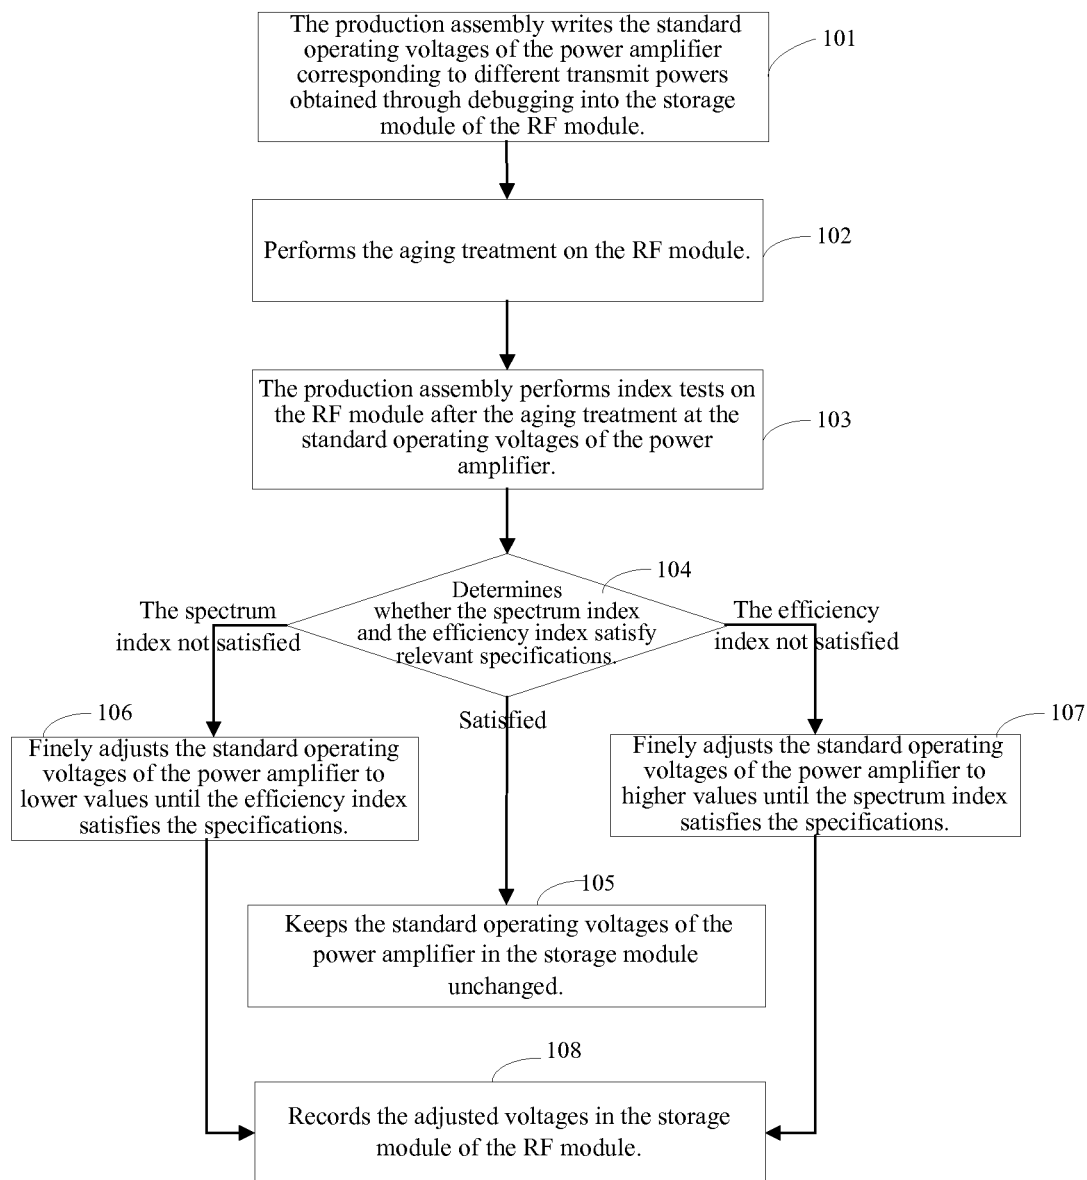 The production assembly writes the standard
operating voltages of the power amplifier
corresponding to different transmit powers
obtained through debugging into the storage
module of the RF module.
101
Performs the aging treatment on the RF module.
102
The production assembly performs index tests on
the RF module after the aging treatment at the
standard operating voltages of the power
amplifier.
103
Determines
whether the spectrum index
and the efficiency index satisfy
relevant specifications.
104
The spectrum
index not satisfied
The efficiency
index not satisfied
Satisfied
106
Finely adjusts the standard operating
voltages of the power amplifier to
lower values until the efficiency index
satisfies the specifications.
107
Finely adjusts the standard operating
voltages of the power amplifier to
higher values until the spectrum index
satisfies the specifications.
105
Keeps the standard operating voltages of the
power amplifier in the storage module
unchanged.
108
Records the adjusted voltages in the storage
module of the RF module.